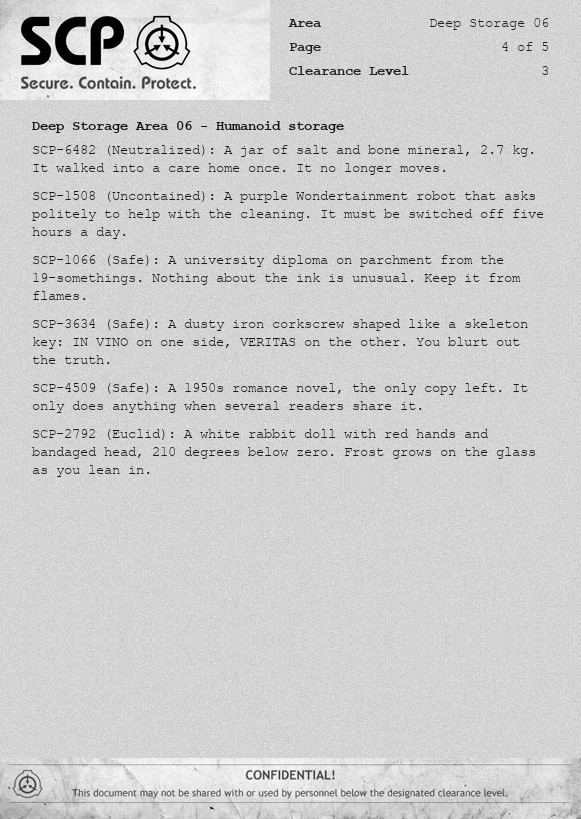 SCP
Secure. Contain. Protect.
Area Deep Storage 06
Page 4 of 5
Clearance Level 3
Deep Storage Area 06 - Humanoid storage
SCP-6482 (Neutralized): A jar of salt and bone mineral, 2.7 kg.
It walked into a care home once. It no longer moves.
SCP-1508 (Uncontained): A purple Wondertainment robot that asks
politely to help with the cleaning. It must be switched off five
hours a day.
SCP-1066 (Safe): A university diploma on parchment from the
19-somethings. Nothing about the ink is unusual. Keep it from
flames.
SCP-3634 (Safe): A dusty iron corkscrew shaped like a skeleton
key: IN VINO on one side, VERITAS on the other. You blurt out
the truth.
SCP-4509 (Safe): A 1950s romance novel, the only copy left. It
only does anything when several readers share it.
SCP-2792 (Euclid): A white rabbit doll with red hands and
bandaged head, 210 degrees below zero. Frost grows on the glass
as you lean in.
CONFIDENTIAL!
This document may not be shared with or used by personnel below the designated clearance level.